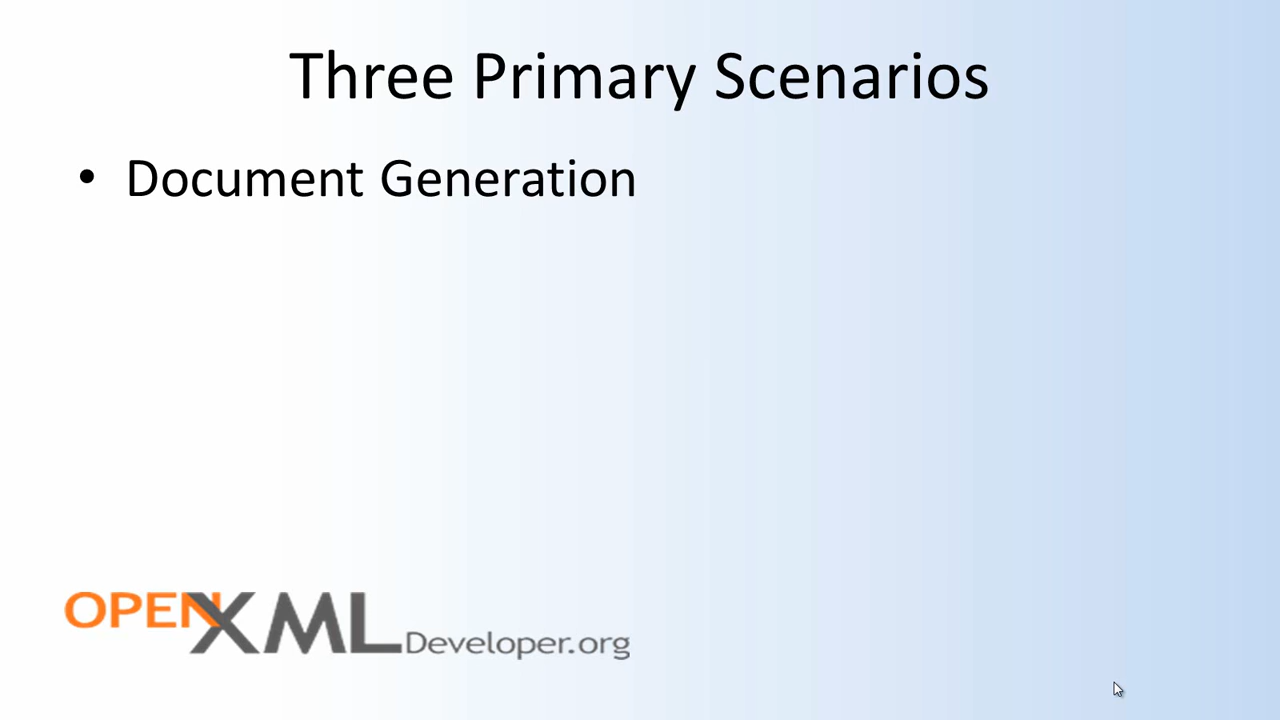 Three Primary Scenarios
• Document Generation
OPENXMLDeveloper.org